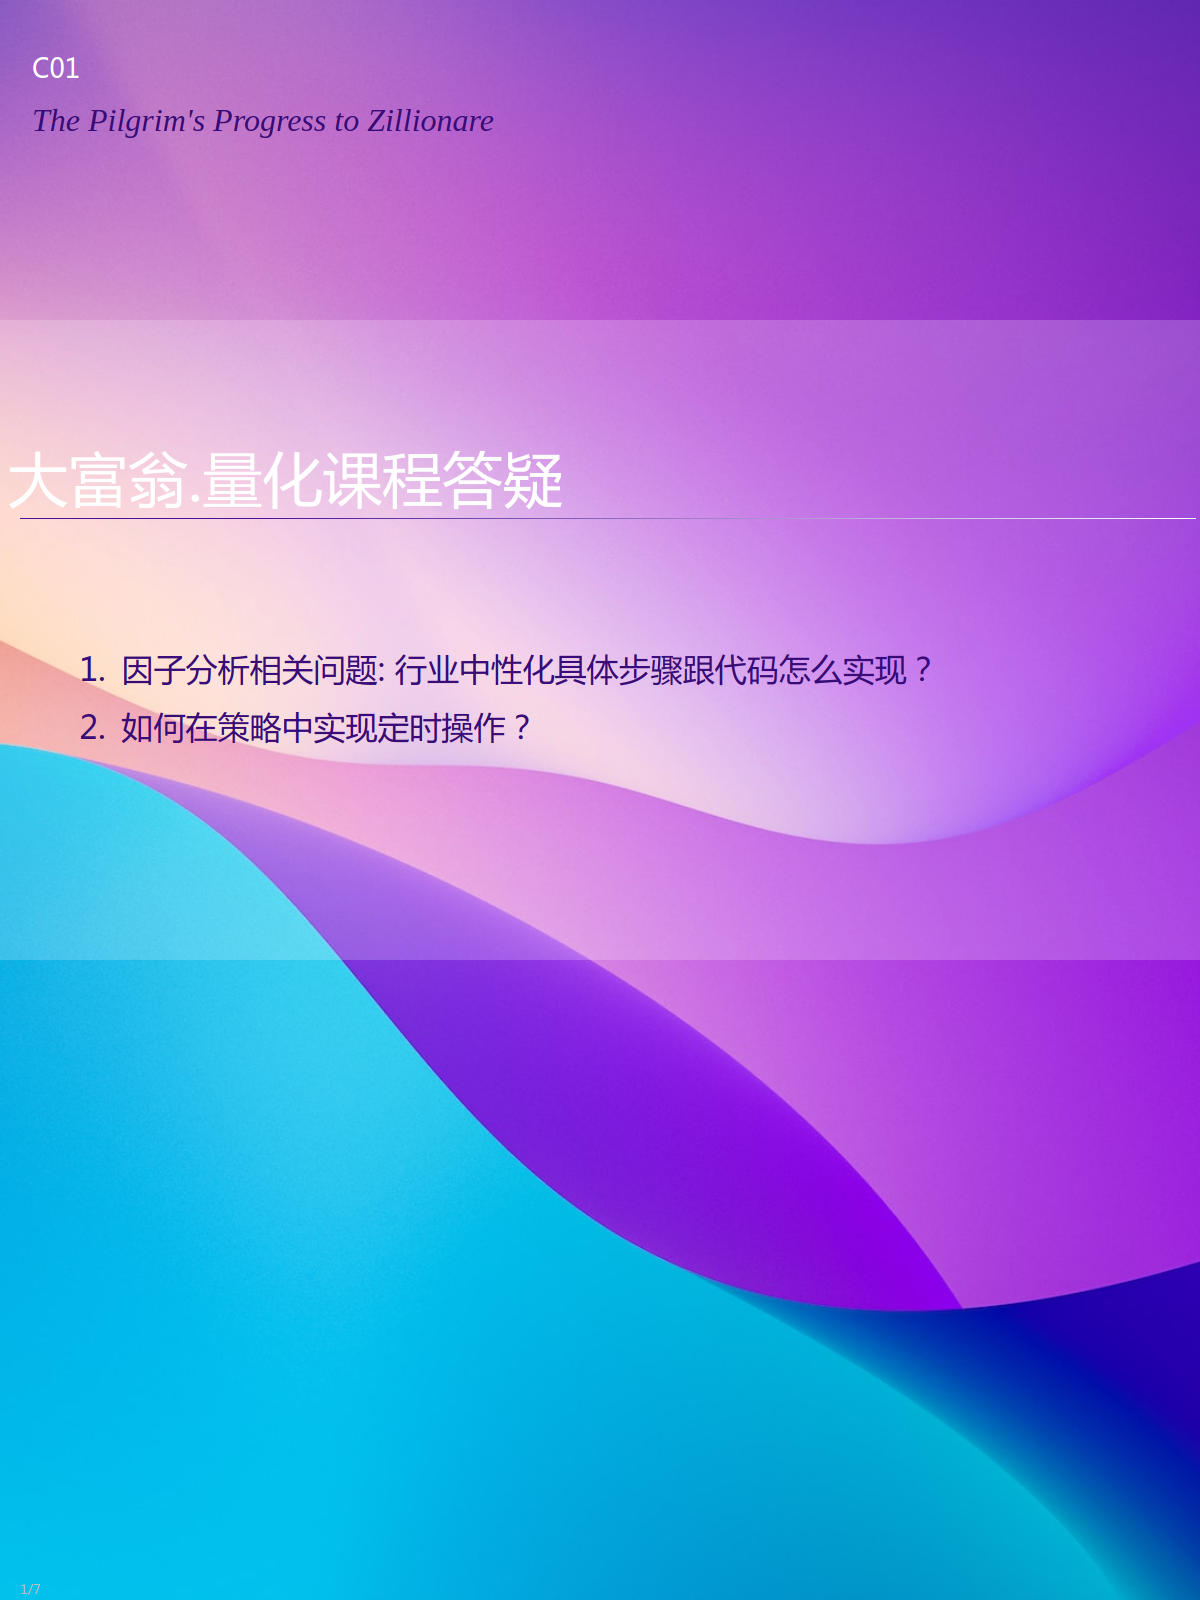 C01
The Pilgrim's Progress to Zillionare
大富翁.量化课程答疑
1. 因子分析相关问题: 行业中性化具体步骤跟代码怎么实现？
2. 如何在策略中实现定时操作？
1/7